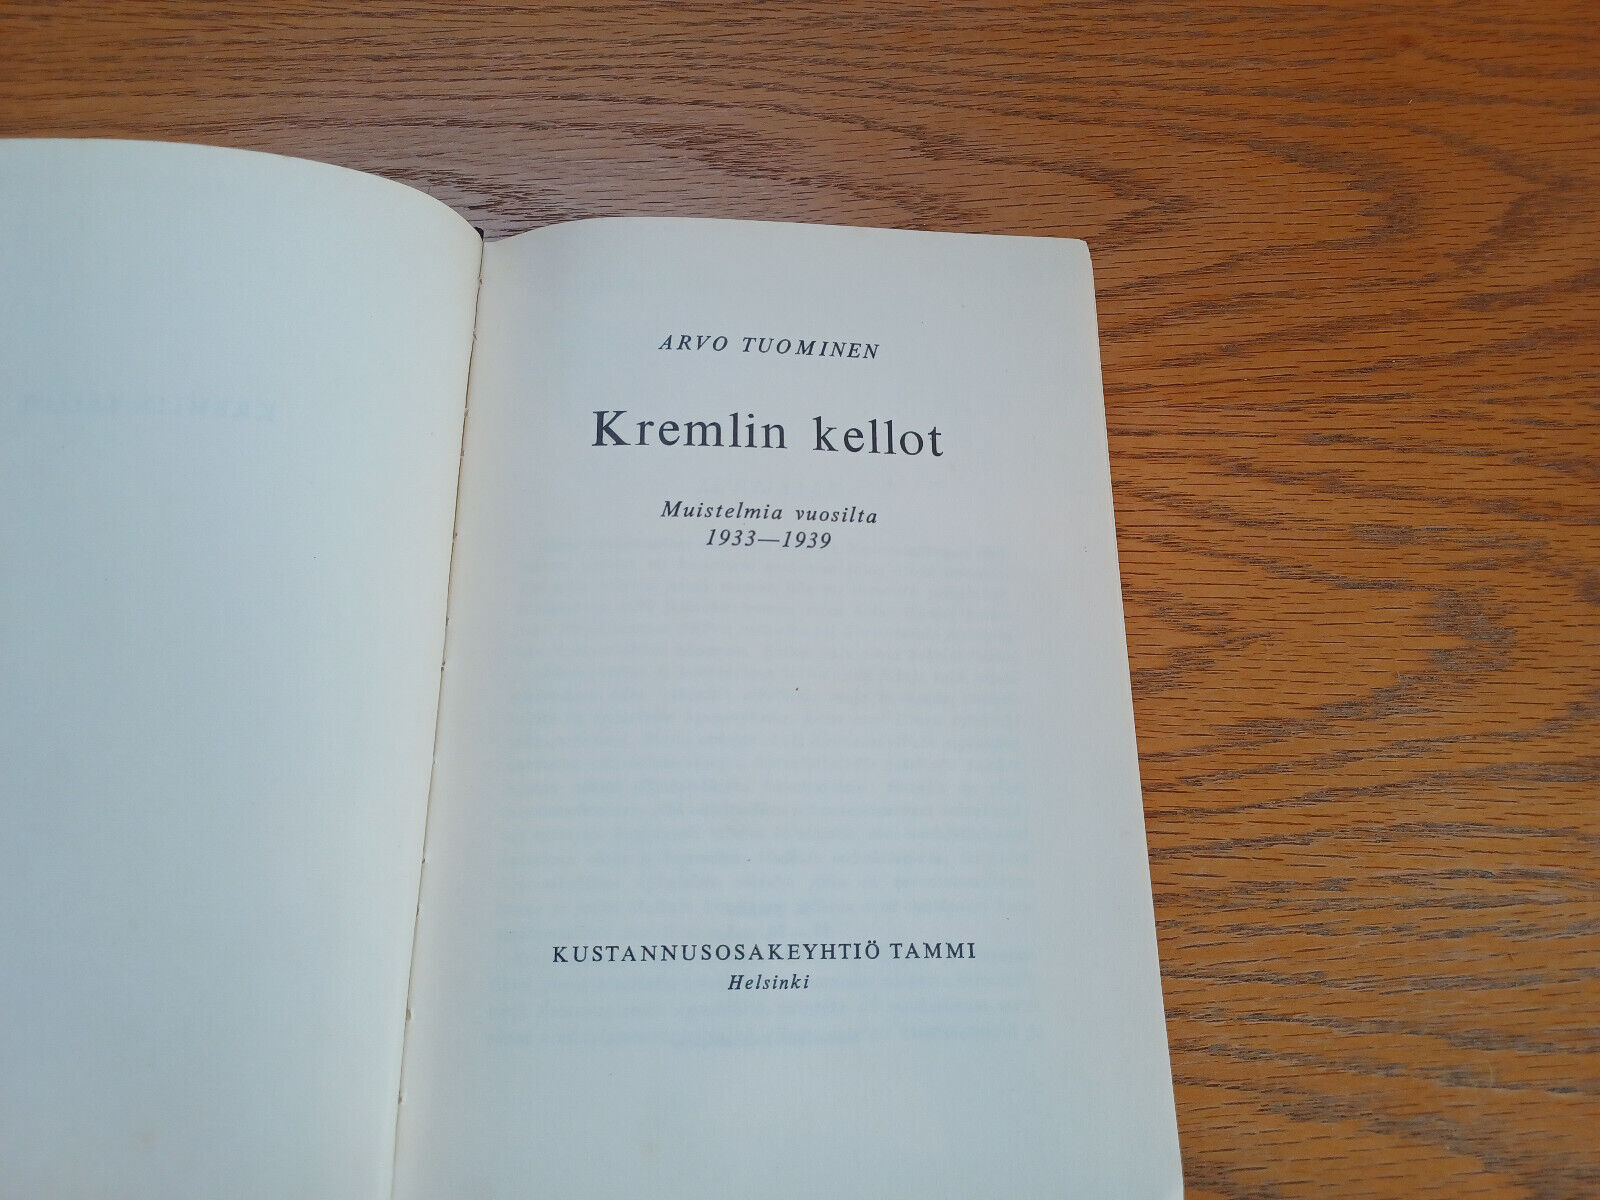 ARVO TUOMINEN
Kremlin kellot
Muistelmia vuosilta
1933—1939
KUSTANNUSOSAKEYHTIÖ TAMMI
Helsinki